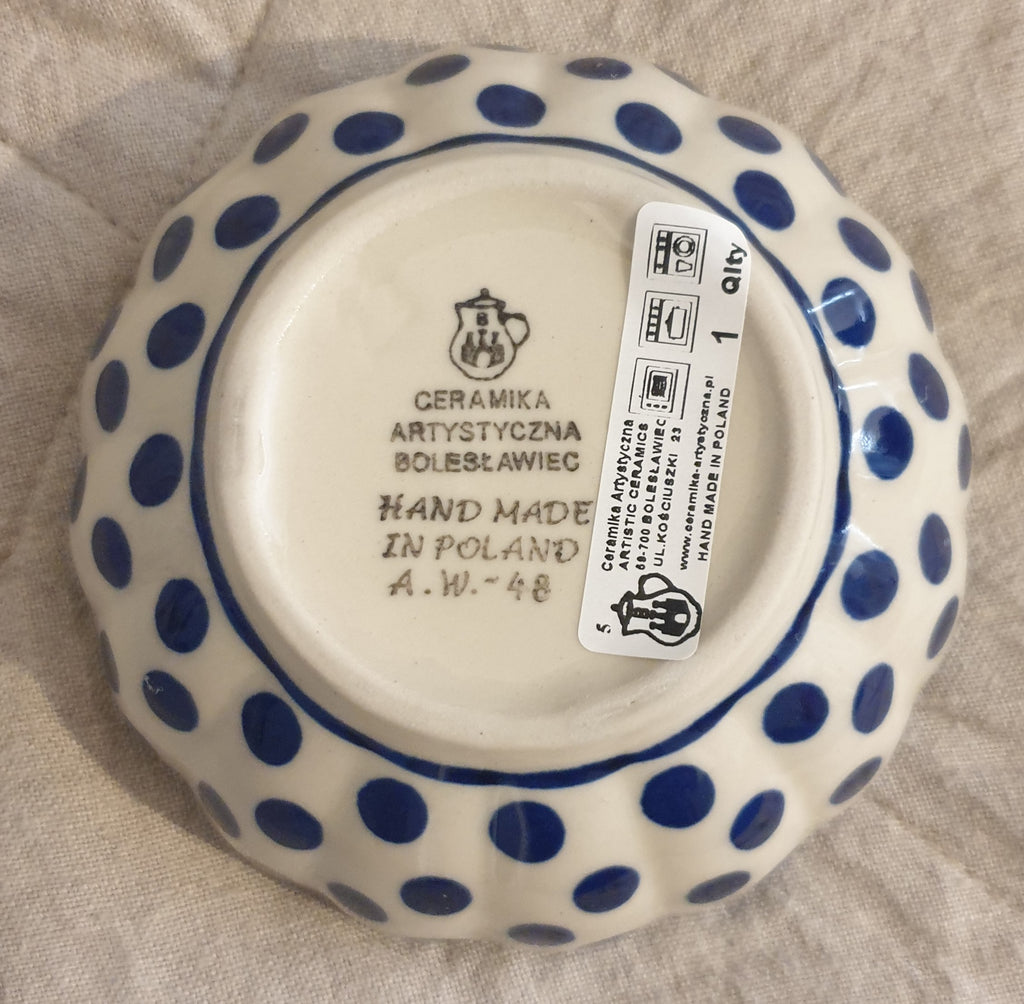 B
CERAMIKA
ARTYSTYCZNA
BOLESŁAWIEC
HAND MADE
IN POLAND
A.W.-48
1 Qlty
Ceramika Artystyczna
ARTISTIC CERAMICS
68-700 BOLESŁAWIEC
UL.KOŚCIUSZKI 23
www.ceramika-artystyczna.pl
HAND MADE IN POLAND
5
B